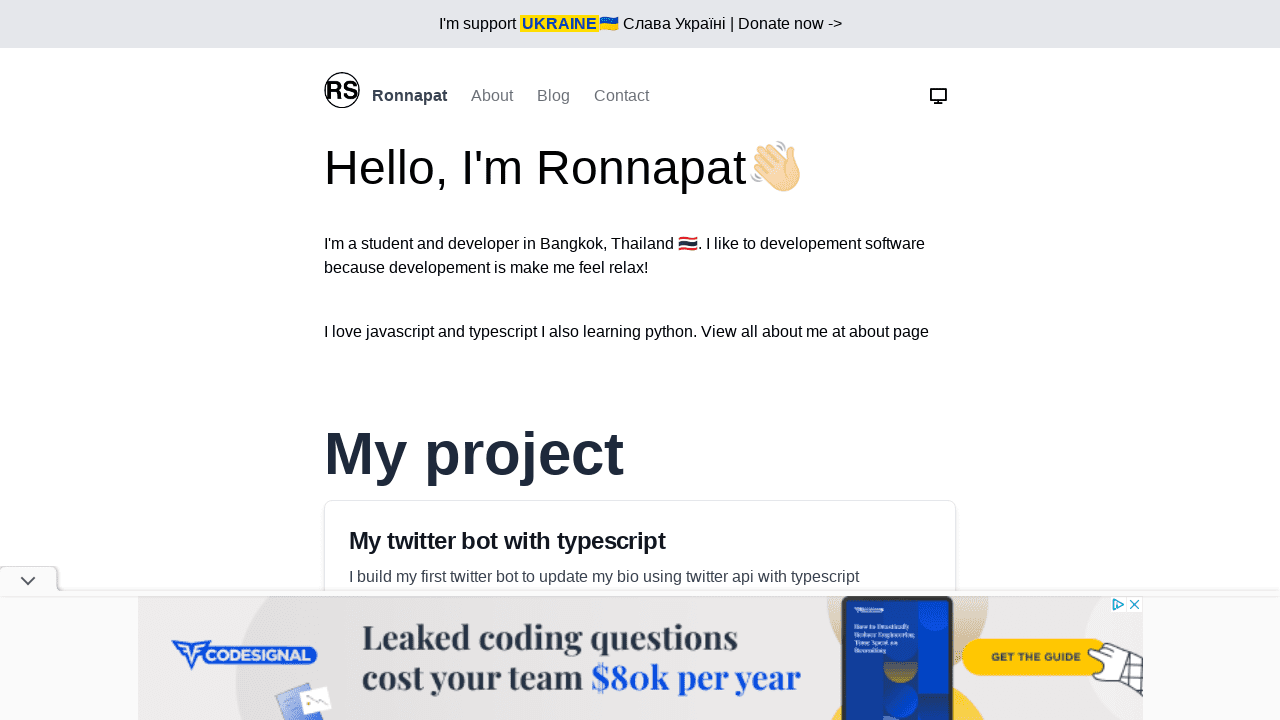 I'm support UKRAINE🇺🇦 Слава Україні | Donate now ->
RS
Ronnapat About Blog Contact
Hello, I'm Ronnapat👋🏻
I'm a student and developer in Bangkok, Thailand 🇹🇭. I like to developement software
because developement is make me feel relax!
I love javascript and typescript I also learning python. View all about me at about page
My project
My twitter bot with typescript
I build my first twitter bot to update my bio using twitter api with typescript
CODESIGNAL
Leaked coding questions
cost your team $80k per year
How to Drastically
Reduce Engineering
Time Spent on
Recruiting
GET THE GUIDE